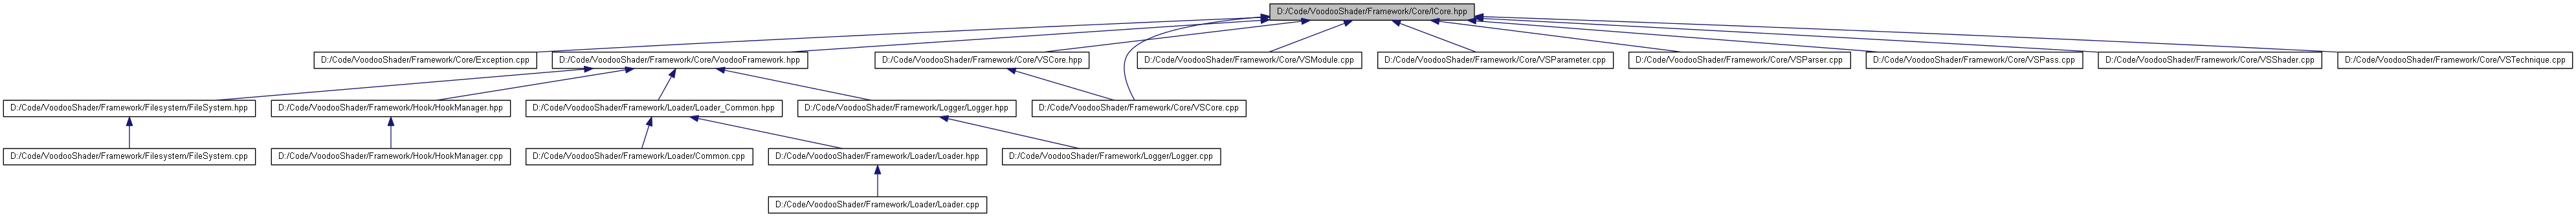 D:/Code/VoodooShader/Framework/Core/ICore.hpp
D:/Code/VoodooShader/Framework/Core/Exception.cpp
D:/Code/VoodooShader/Framework/Core/VoodooFramework.hpp
D:/Code/VoodooShader/Framework/Core/VSCore.hpp
D:/Code/VoodooShader/Framework/Core/VSModule.cpp
D:/Code/VoodooShader/Framework/Core/VSParameter.cpp
D:/Code/VoodooShader/Framework/Core/VSParser.cpp
D:/Code/VoodooShader/Framework/Core/VSPass.cpp
D:/Code/VoodooShader/Framework/Core/VSShader.cpp
D:/Code/VoodooShader/Framework/Core/VSTechnique.cpp
D:/Code/VoodooShader/Framework/Filesystem/FileSystem.hpp
D:/Code/VoodooShader/Framework/Hook/HookManager.hpp
D:/Code/VoodooShader/Framework/Loader/Loader_Common.hpp
D:/Code/VoodooShader/Framework/Logger/Logger.hpp
D:/Code/VoodooShader/Framework/Core/VSCore.cpp
D:/Code/VoodooShader/Framework/Filesystem/FileSystem.cpp
D:/Code/VoodooShader/Framework/Hook/HookManager.cpp
D:/Code/VoodooShader/Framework/Loader/Common.cpp
D:/Code/VoodooShader/Framework/Loader/Loader.hpp
D:/Code/VoodooShader/Framework/Logger/Logger.cpp
D:/Code/VoodooShader/Framework/Loader/Loader.cpp